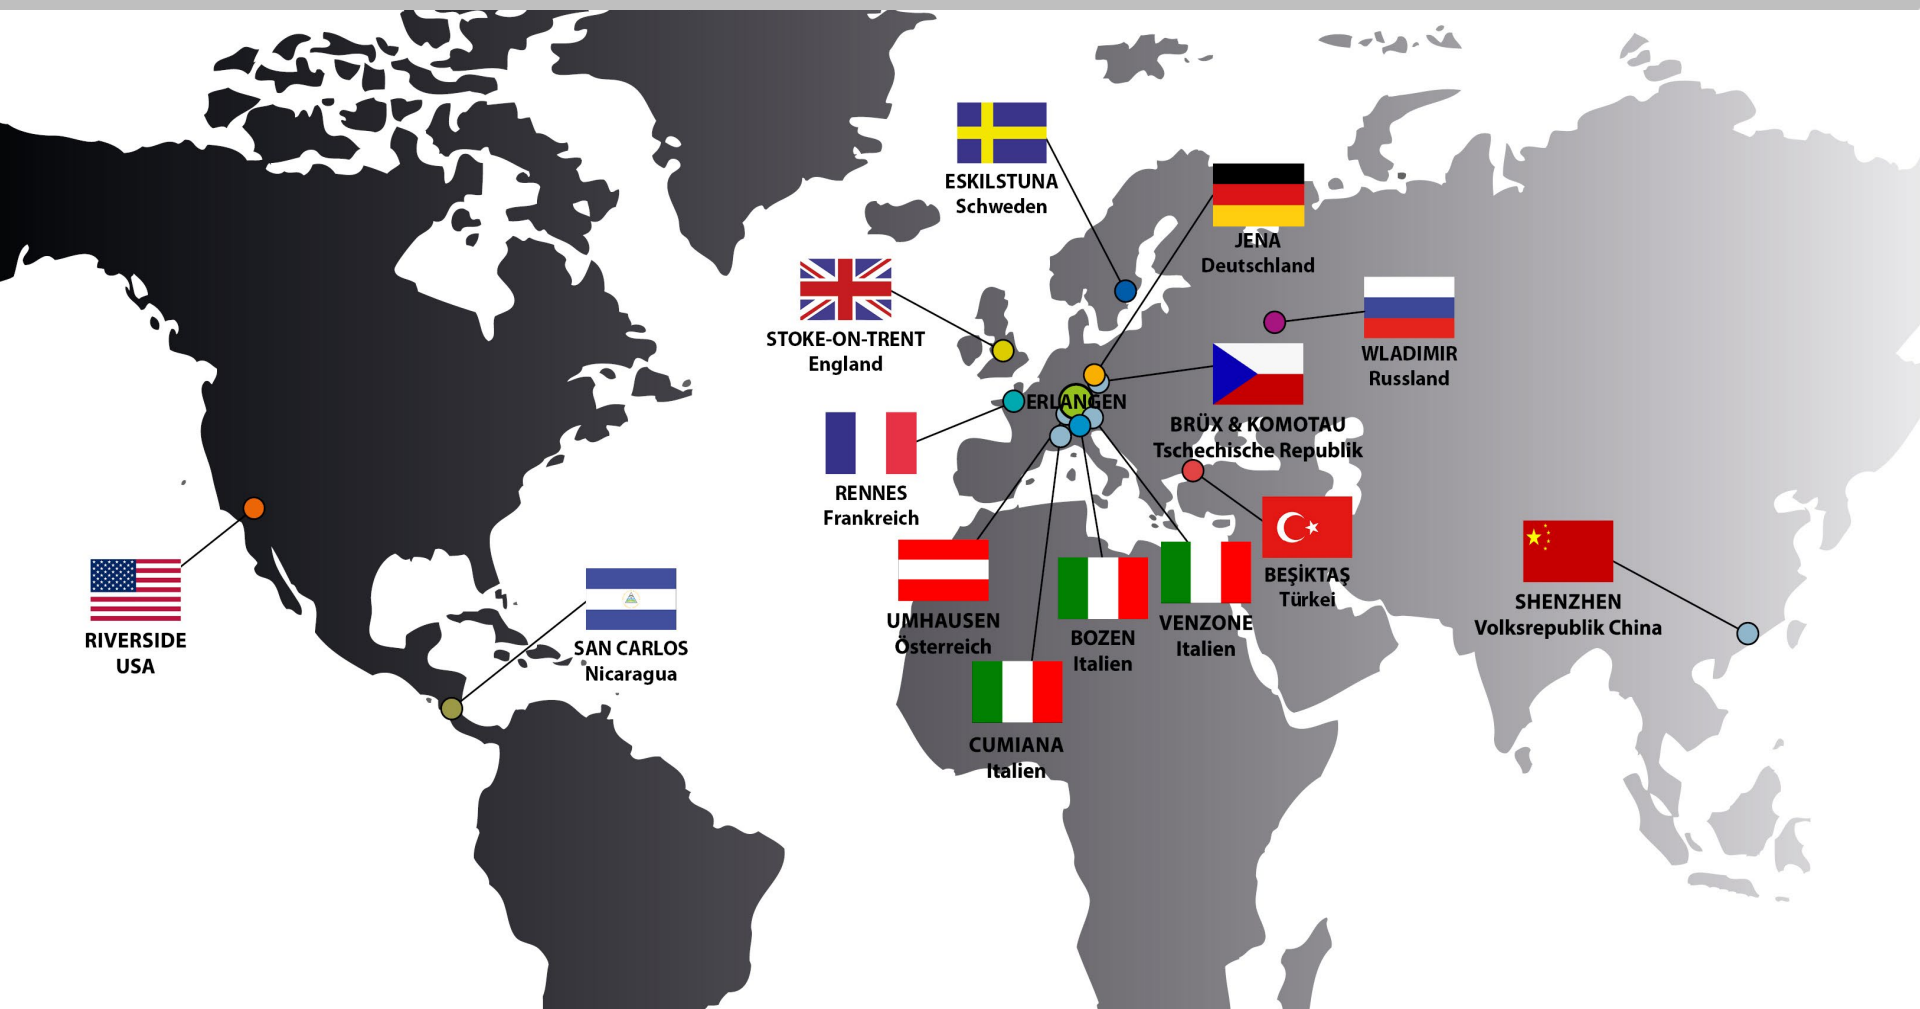 ESKILSTUNA
Schweden
JENA
Deutschland
STOKE-ON-TRENT
England
WLADIMIR
Russland
ERLANGEN
BRÜX & KOMOTAU
Tschechische Republik
RENNES
Frankreich
BEŞİKTAŞ
Türkei
SHENZHEN
Volksrepublik China
UMHAUSEN
Österreich
BOZEN
Italien
VENZONE
Italien
RIVERSIDE
USA
SAN CARLOS
Nicaragua
CUMIANA
Italien